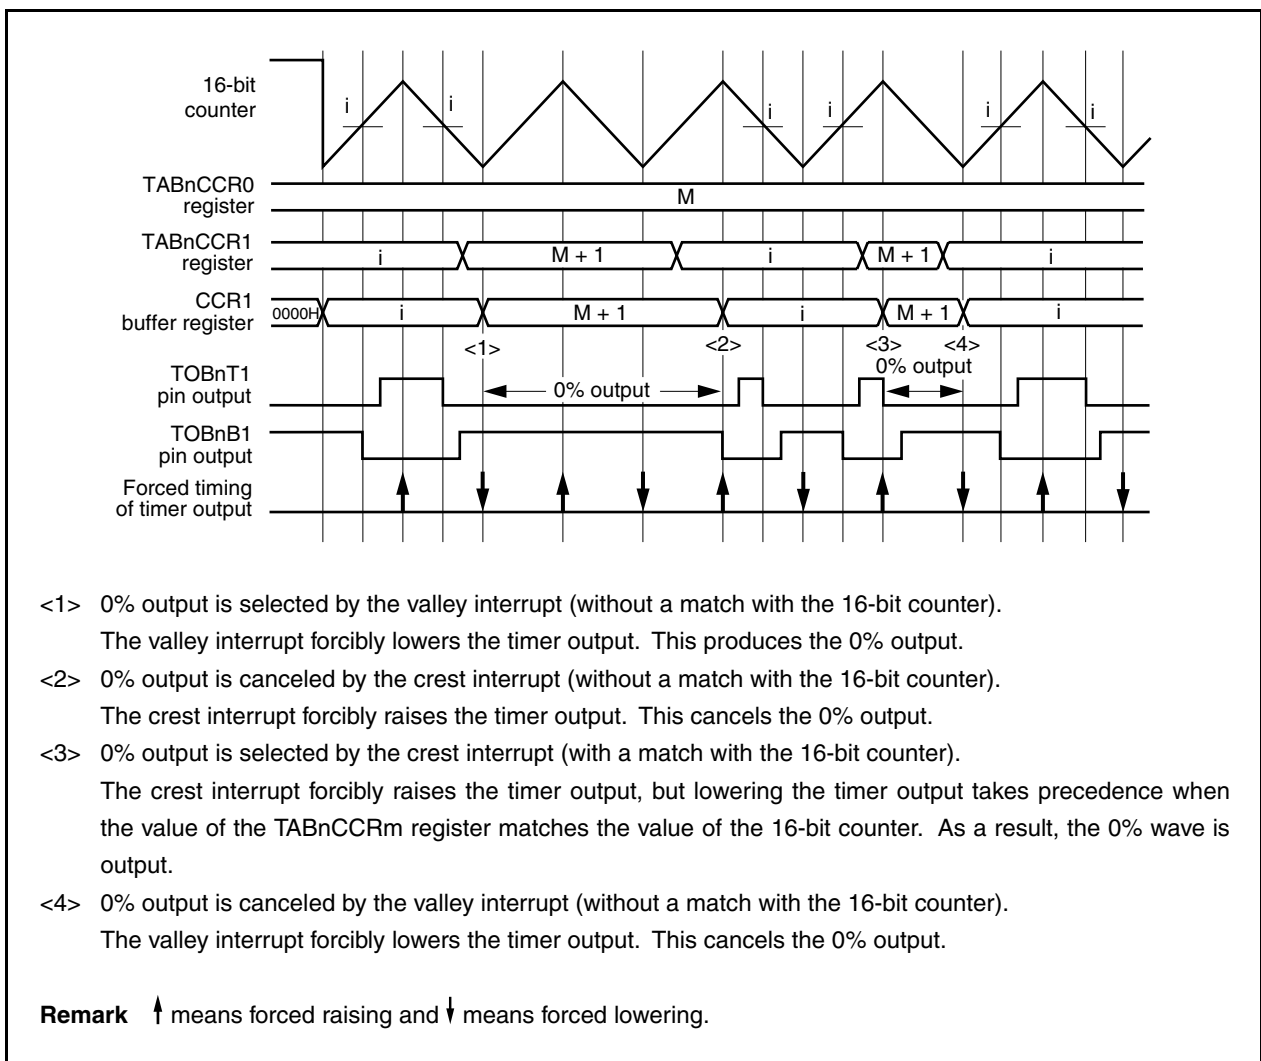 16-bit
counter
i
i
i
i
i
i
TABnCCR0
register
M
TABnCCR1
register
i
M + 1
i
M + 1
i
CCR1
buffer register
0000H
i
M + 1
i
M + 1
i
<1>
<2>
<3>
<4>
TOBnT1
pin output
0% output
0% output
TOBnB1
pin output
Forced timing
of timer output
<1> 0% output is selected by the valley interrupt (without a match with the 16-bit counter).
The valley interrupt forcibly lowers the timer output. This produces the 0% output.
<2> 0% output is canceled by the crest interrupt (without a match with the 16-bit counter).
The crest interrupt forcibly raises the timer output. This cancels the 0% output.
<3> 0% output is selected by the crest interrupt (with a match with the 16-bit counter).
The crest interrupt forcibly raises the timer output, but lowering the timer output takes precedence when
the value of the TABnCCRm register matches the value of the 16-bit counter. As a result, the 0% wave is
output.
<4> 0% output is canceled by the valley interrupt (without a match with the 16-bit counter).
The valley interrupt forcibly lowers the timer output. This cancels the 0% output.
Remark ↑ means forced raising and ↓ means forced lowering.